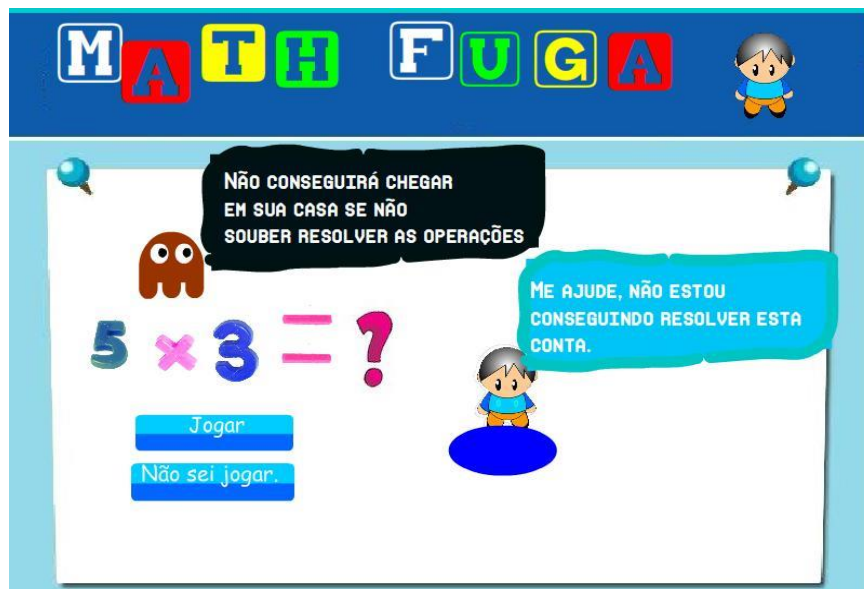 MATH FUGA
NÃO CONSEGUIRÁ CHEGAR
EM SUA CASA SE NÃO
SOUBER RESOLVER AS OPERAÇÕES
ME AJUDE, NÃO ESTOU
CONSEGUINDO RESOLVER ESTA
CONTA.
5 × 3 = ?
Jogar
Não sei jogar.